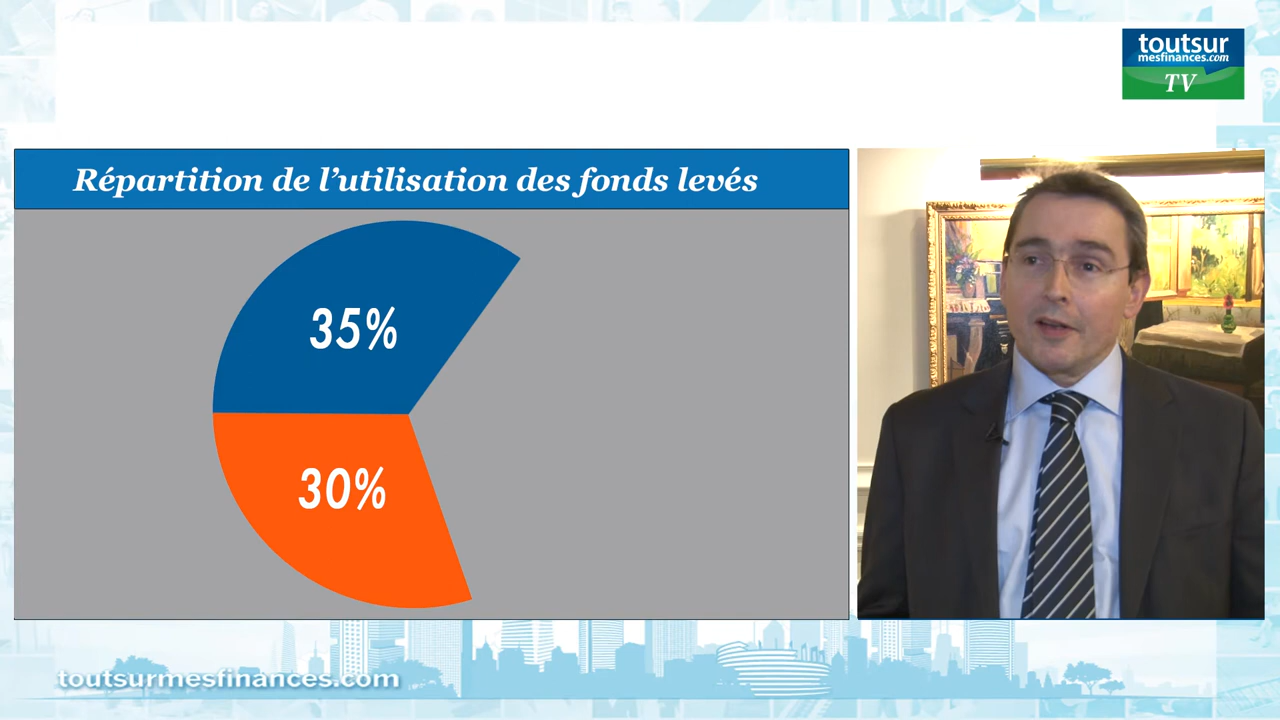 toutsur
mesfinances.com
TV
Répartition de l’utilisation des fonds levés
35%
30%
toutsurmesfinances.com